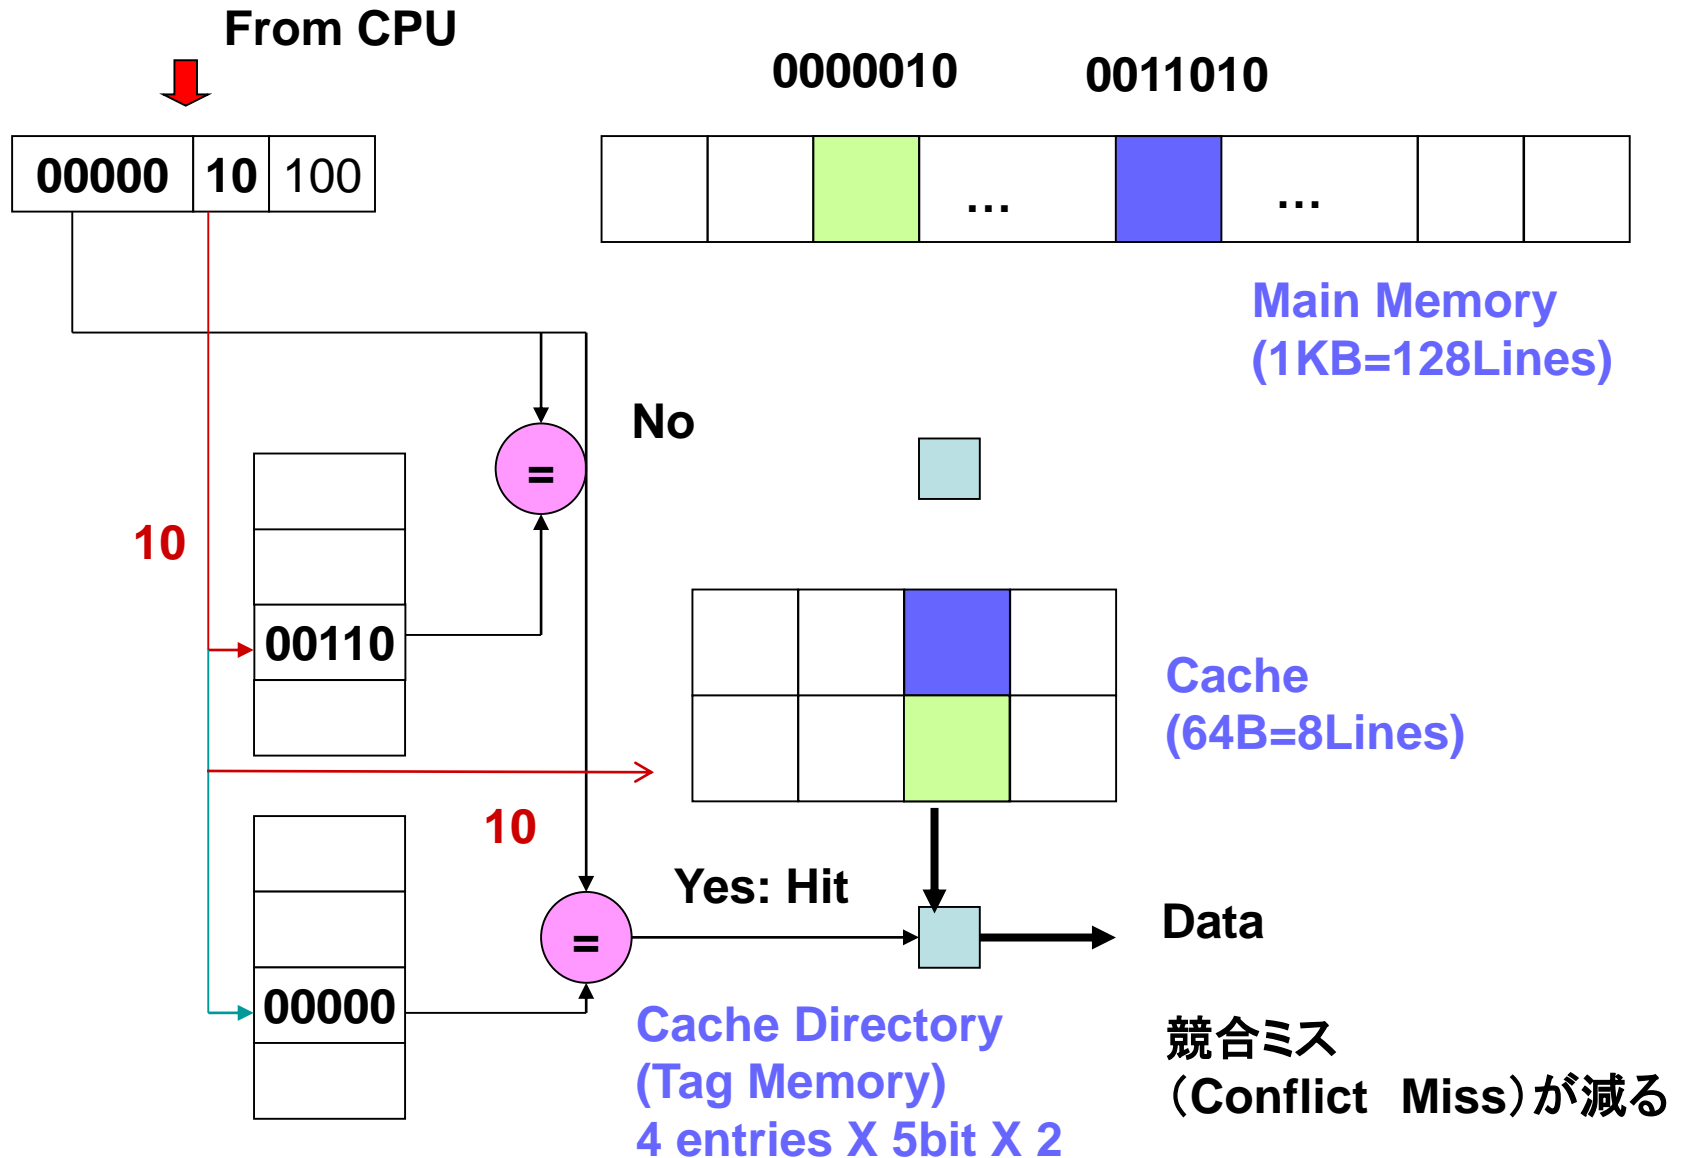 From CPU
0000010 0011010
00000 10 100
... ...
Main Memory
(1KB=128Lines)
No
=
10
00110
Cache
(64B=8Lines)
10
Yes: Hit
=
Data
00000
Cache Directory
(Tag Memory)
4 entries X 5bit X 2
競合ミス
（Conflict Miss）が減る